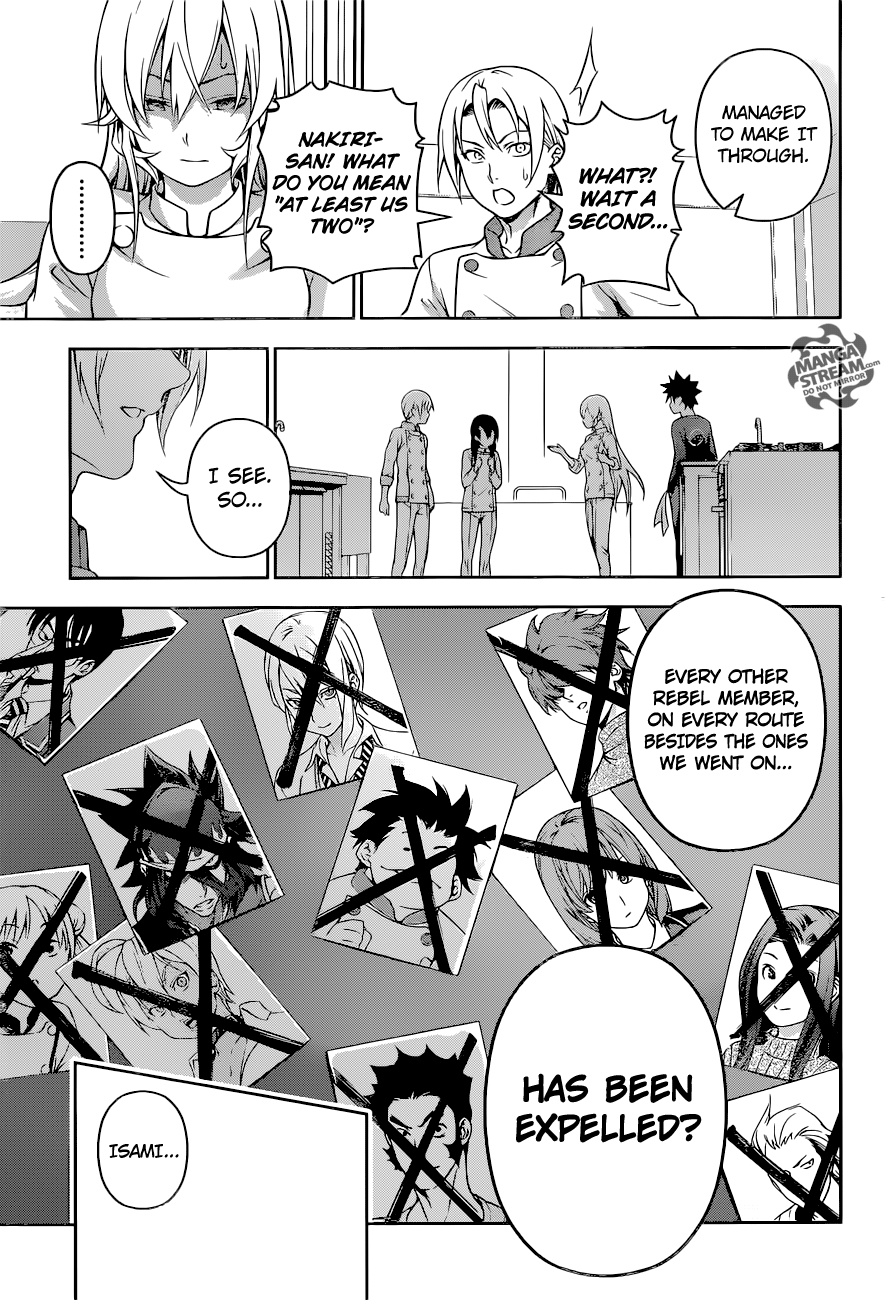 MANAGED
TO MAKE IT
THROUGH.
WHAT?!
WAIT A
SECOND...
NAKIRI-
SAN! WHAT
DO YOU MEAN
"AT LEAST US
TWO"?
.........
MANGA
STREAM.com
DO NOT MIRROR
I SEE.
SO...
EVERY OTHER
REBEL MEMBER,
ON EVERY ROUTE
BESIDES THE ONES
WE WENT ON...
HAS BEEN
EXPELLED?
ISAMI...